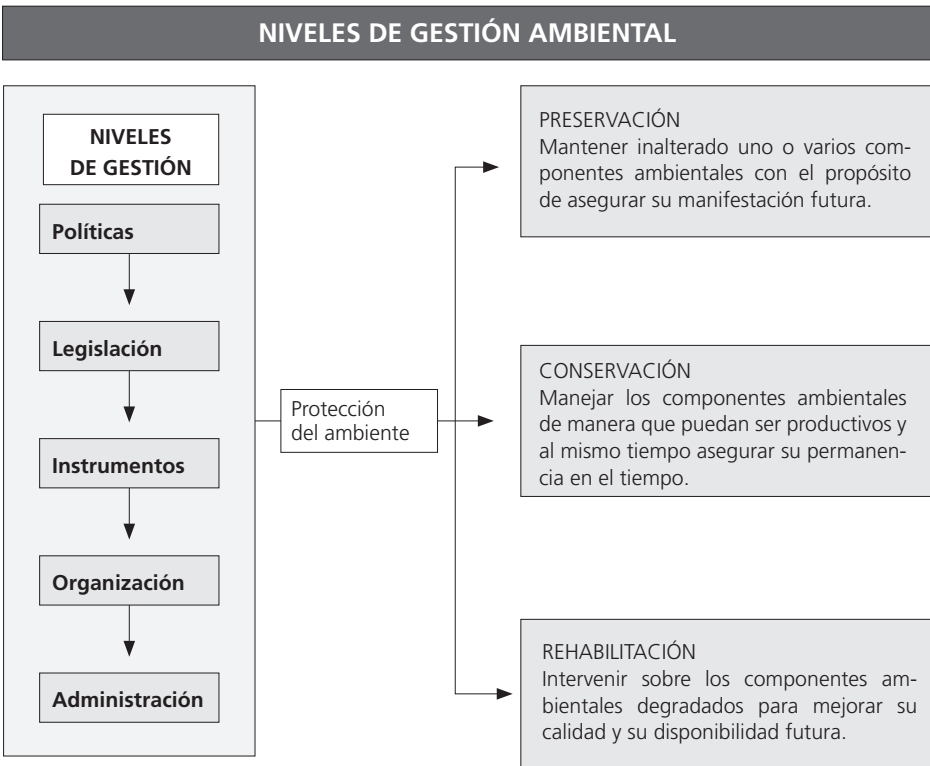 NIVELES DE GESTIÓN AMBIENTAL
NIVELES
DE GESTIÓN
Políticas
Legislación
Instrumentos
Organización
Administración
Protección
del ambiente
PRESERVACIÓN
Mantener inalterado uno o varios com-
ponentes ambientales con el propósito
de asegurar su manifestación futura.
CONSERVACIÓN
Manejar los componentes ambientales
de manera que puedan ser productivos y
al mismo tiempo asegurar su permanen-
cia en el tiempo.
REHABILITACIÓN
Intervenir sobre los componentes am-
bientales degradados para mejorar su
calidad y su disponibilidad futura.